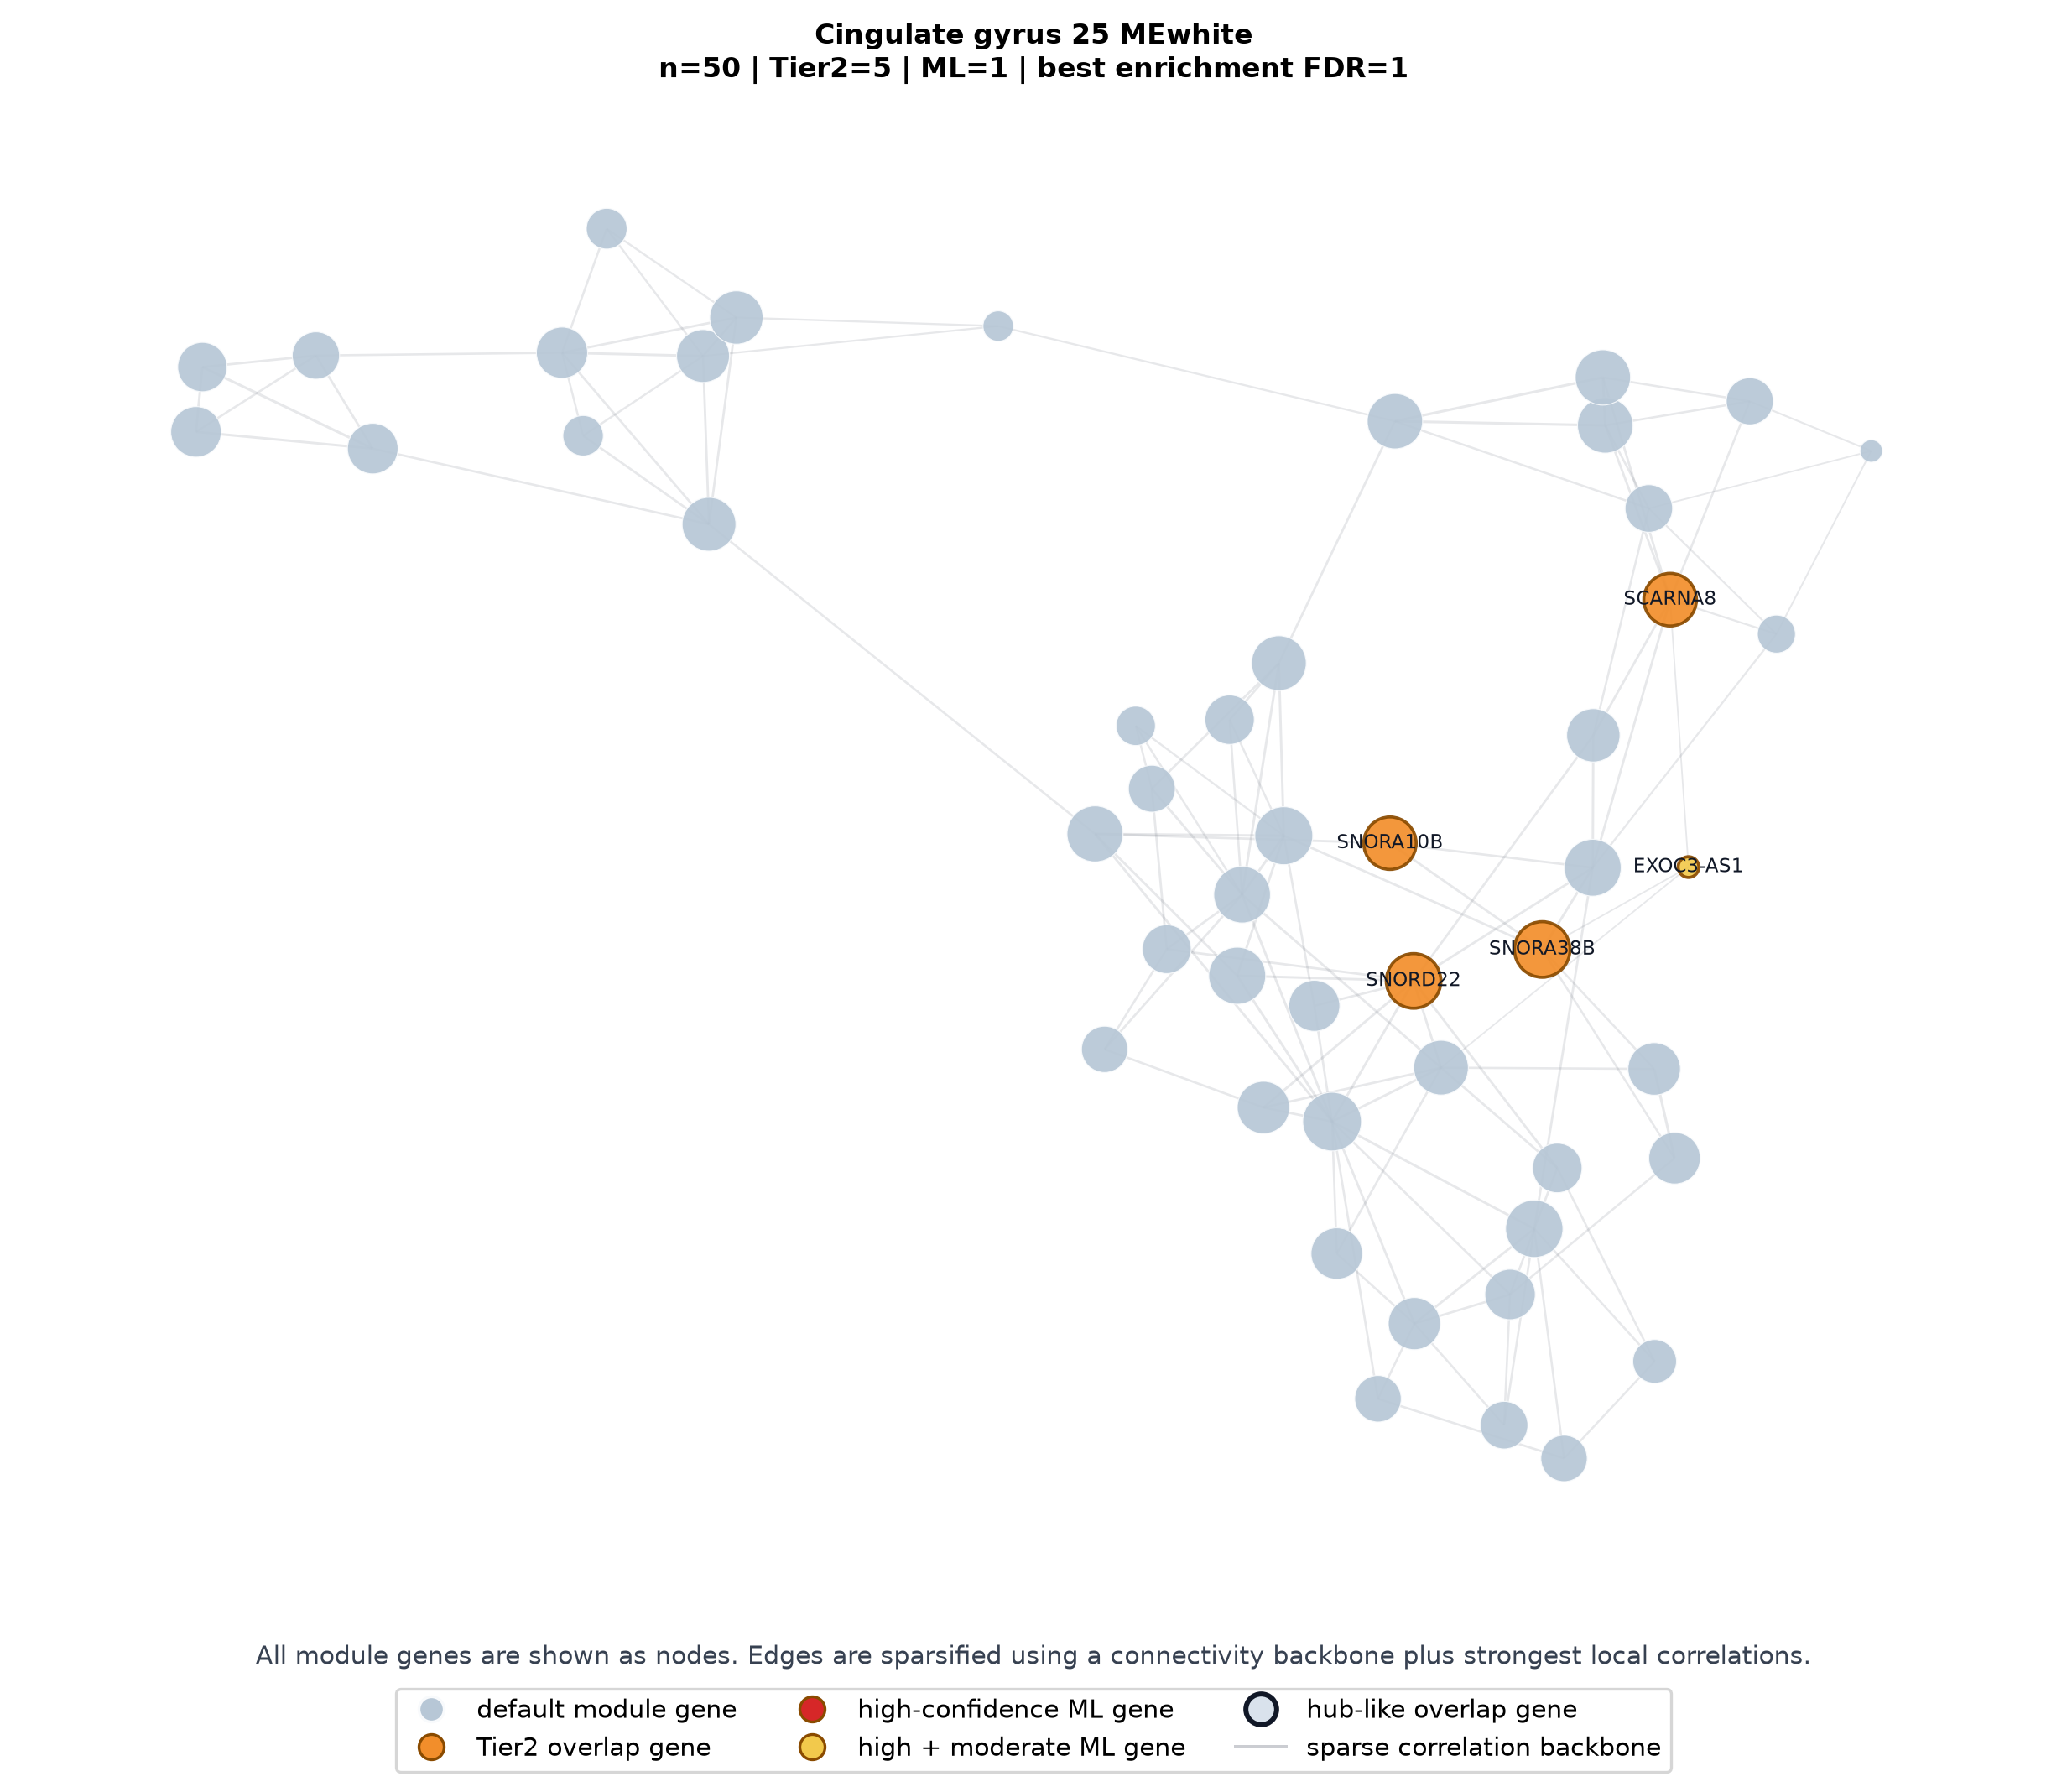 Cingulate gyrus 25 MEwhite
n=50 | Tier2=5 | ML=1 | best enrichment FDR=1
SCARNA8
SNORA10B
EXOC3-AS1
SNORA38B
SNORD22
All module genes are shown as nodes. Edges are sparsified using a connectivity backbone plus strongest local correlations.
default module gene
Tier2 overlap gene
high-confidence ML gene
high + moderate ML gene
hub-like overlap gene
sparse correlation backbone